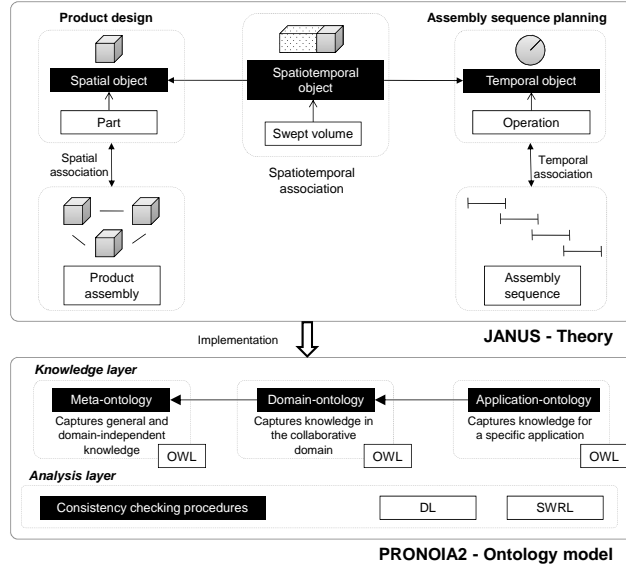 Product design
Assembly sequence planning
Spatial object
Spatiotemporal
object
Temporal object
Part
Swept volume
Operation
Spatial
association
Spatiotemporal
association
Temporal
association
Product
assembly
Assembly
sequence
Implementation
JANUS - Theory
Knowledge layer
Meta-ontology
Domain-ontology
Application-ontology
Captures general and
domain-independent
knowledge
Captures knowledge in
the collaborative
domain
Captures knowledge for
a specific application
OWL
OWL
OWL
Analysis layer
Consistency checking procedures
DL
SWRL
PRONOIA2 - Ontology model